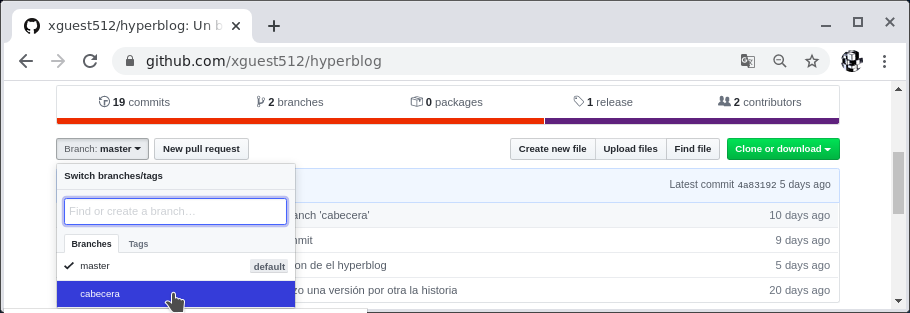 xguest512/hyperblog: Un b
github.com/xguest512/hyperblog
19 commits 2 branches 0 packages 1 release 2 contributors
Branch: master New pull request Create new file Upload files Find file Clone or download
Switch branches/tags
Latest commit 4a83192 5 days ago
Find or create a branch…
anch 'cabecera' 10 days ago
Branches Tags
mmit 9 days ago
master default
on de el hyperblog 5 days ago
cabecera
zo una versión por otra la historia 20 days ago